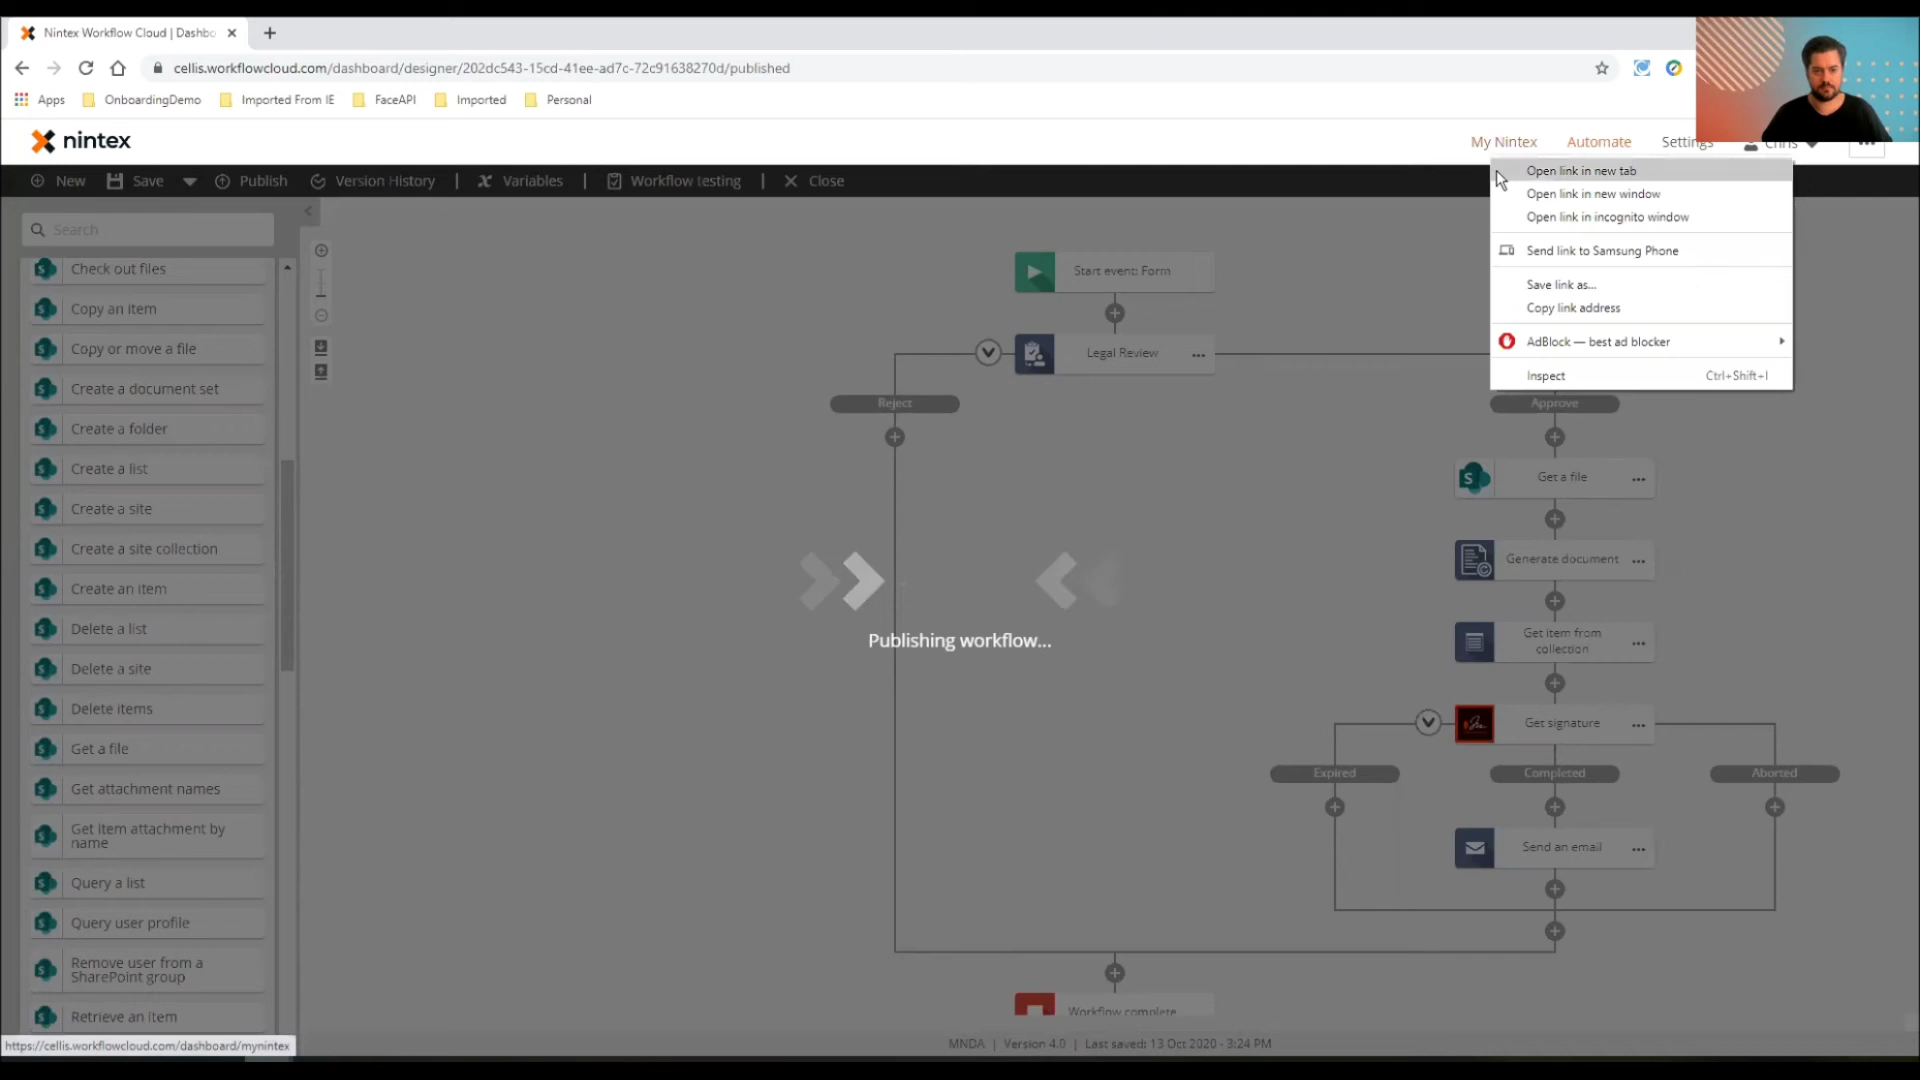 Nintex Workflow Cloud | Dashbo
cellis.workflowcloud.com/dashboard/designer/202dc543-15cd-41ee-ad7c-72c91638270d/published
Apps OnboardingDemo Imported From IE FaceAPI Imported Personal
nintex
My Nintex Automate Settings Chris
New Save Publish Version History | Variables | Workflow testing | Close
Open link in new tab
Open link in new window
Open link in incognito window
Send link to Samsung Phone
Save link as...
Copy link address
AdBlock — best ad blocker
Inspect Ctrl+Shift+I
Search
Check out files
Copy an item
Copy or move a file
Create a document set
Create a folder
Create a list
Create a site
Create a site collection
Create an item
Delete a list
Delete a site
Delete items
Get a file
Get attachment names
Get item attachment by
name
Query a list
Query user profile
Remove user from a
SharePoint group
Retrieve an item
Start event: Form
Legal Review
Reject
Approve
Get a file
Generate document
Get item from
collection
Get signature
Expired
Completed
Aborted
Send an email
Workflow complete
Publishing workflow...
https://cellis.workflowcloud.com/dashboard/mynintex
MNDA | Version 4.0 | Last saved: 13 Oct 2020 - 3:24 PM